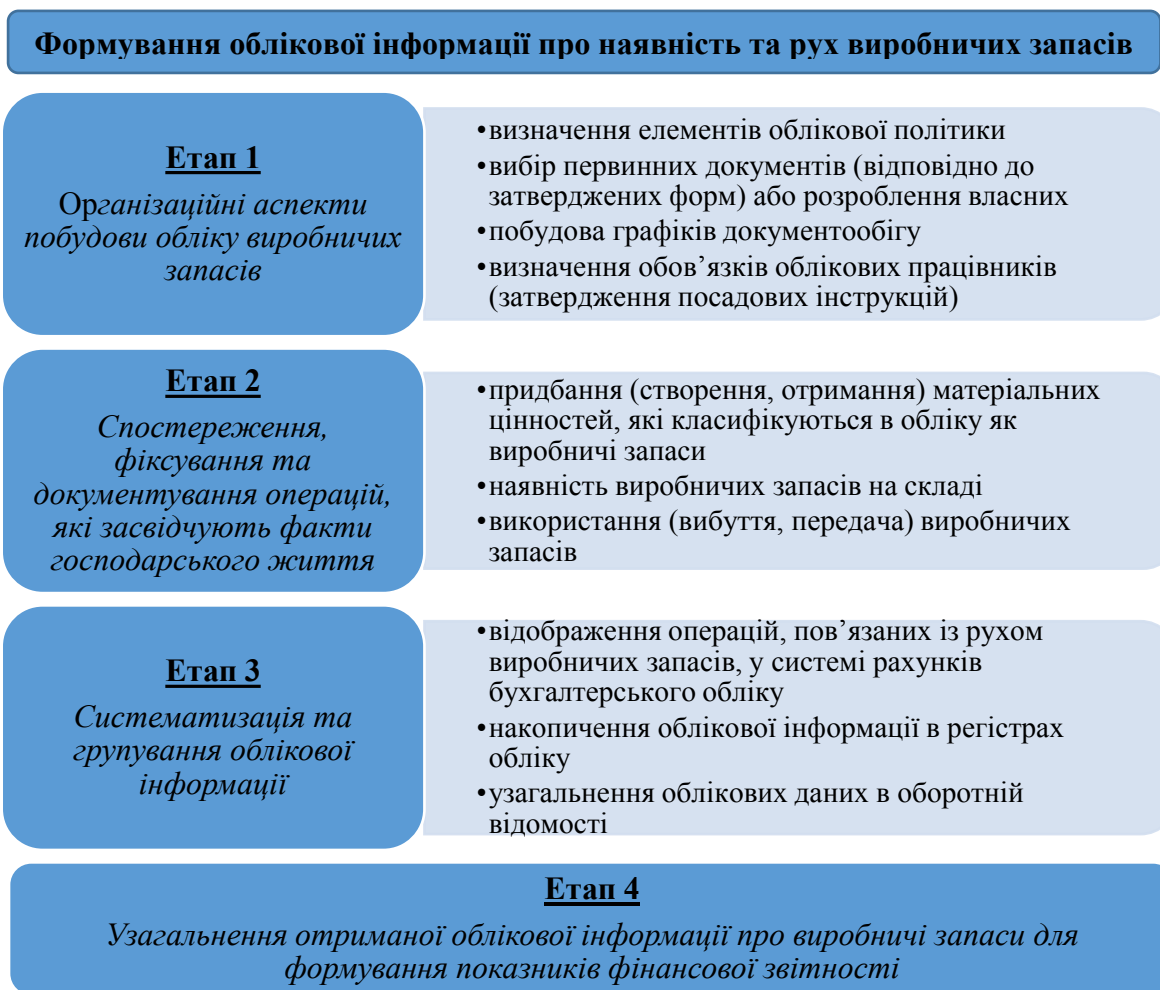 Формування облікової інформації про наявність та рух виробничих запасів
Етап 1
Організаційні аспекти
побудови обліку виробничих
запасів
•визначення елементів облікової політики
•вибір первинних документів (відповідно до
затверджених форм) або розроблення власних
•побудова графіків документообігу
•визначення обов’язків облікових працівників
(затвердження посадових інструкцій)
Етап 2
Спостереження,
фіксування та
документування операцій,
які засвідчують факти
господарського життя
•придбання (створення, отримання) матеріальних
цінностей, які класифікуються в обліку як
виробничі запаси
•наявність виробничих запасів на складі
•використання (вибуття, передача) виробничих
запасів
Етап 3
Систематизація та
групування облікової
інформації
•відображення операцій, пов’язаних із рухом
виробничих запасів, у системі рахунків
бухгалтерського обліку
•накопичення облікової інформації в регістрах
обліку
•узагальнення облікових даних в оборотній
відомості
Етап 4
Узагальнення отриманої облікової інформації про виробничі запаси для
формування показників фінансової звітності